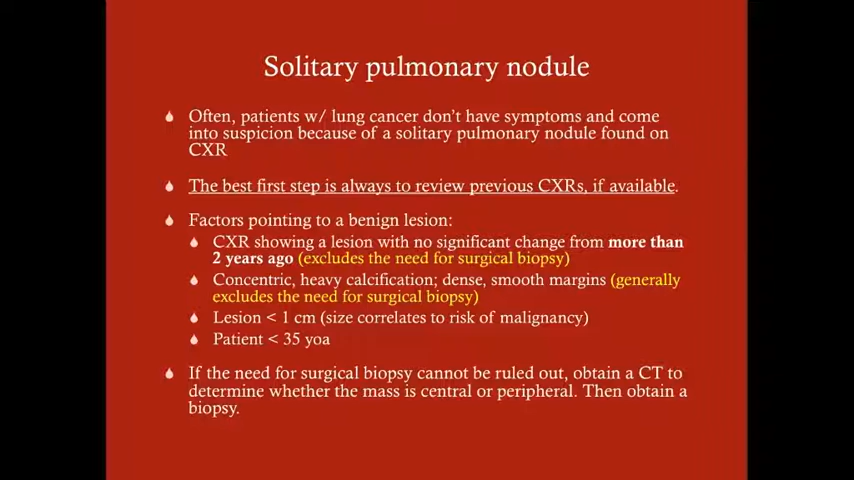 Solitary pulmonary nodule
Often, patients w/ lung cancer don't have symptoms and come
into suspicion because of a solitary pulmonary nodule found on
CXR
The best first step is always to review previous CXRs, if available.
Factors pointing to a benign lesion:
CXR showing a lesion with no significant change from more than
2 years ago (excludes the need for surgical biopsy)
Concentric, heavy calcification; dense, smooth margins (generally
excludes the need for surgical biopsy)
Lesion < 1 cm (size correlates to risk of malignancy)
Patient < 35 yoa
If the need for surgical biopsy cannot be ruled out, obtain a CT to
determine whether the mass is central or peripheral. Then obtain a
biopsy.